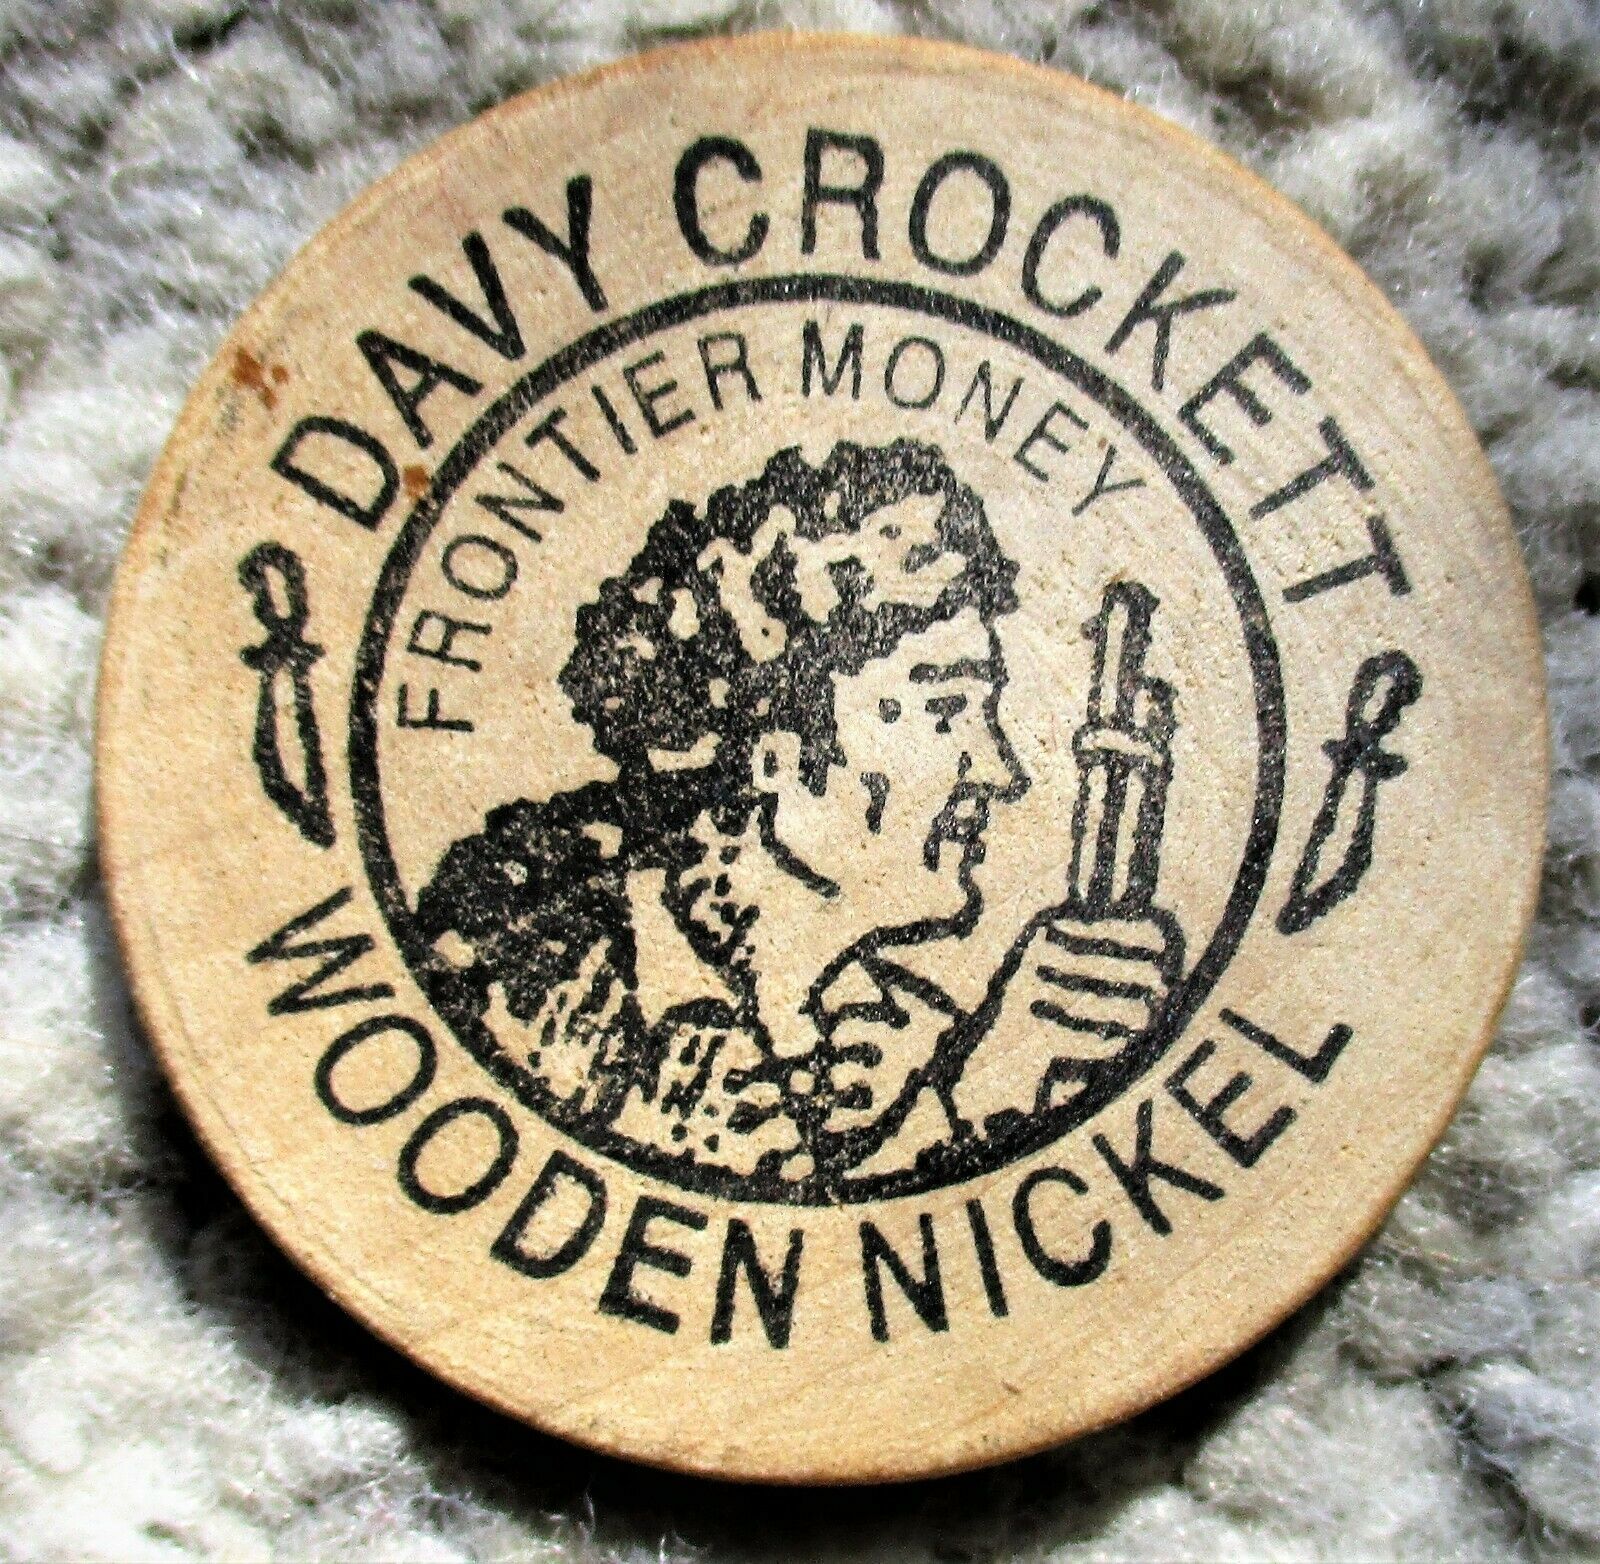 DAVY CROCKETT
FRONTIER MONEY
WOODEN NICKEL